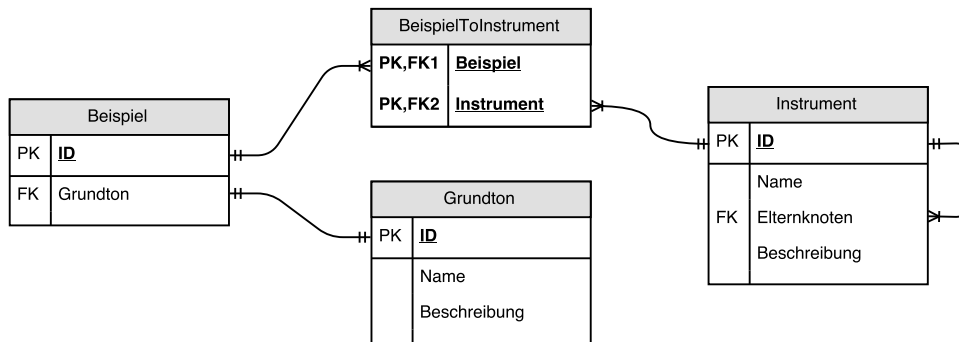 BeispielToInstrument
PK,FK1 Beispiel
PK,FK2 Instrument
Beispiel
PK ID
FK Grundton
Grundton
PK ID
Name
Beschreibung
Instrument
PK ID
Name
FK Elternknoten
Beschreibung